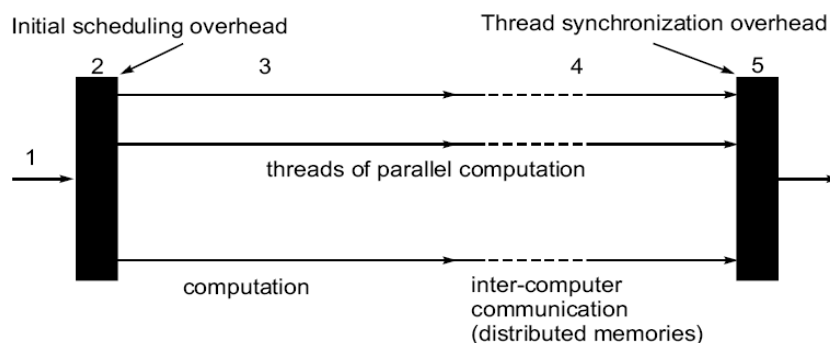 Initial scheduling overhead
Thread synchronization overhead
2
3
4
5
1
threads of parallel computation
computation
inter-computer
communication
(distributed memories)